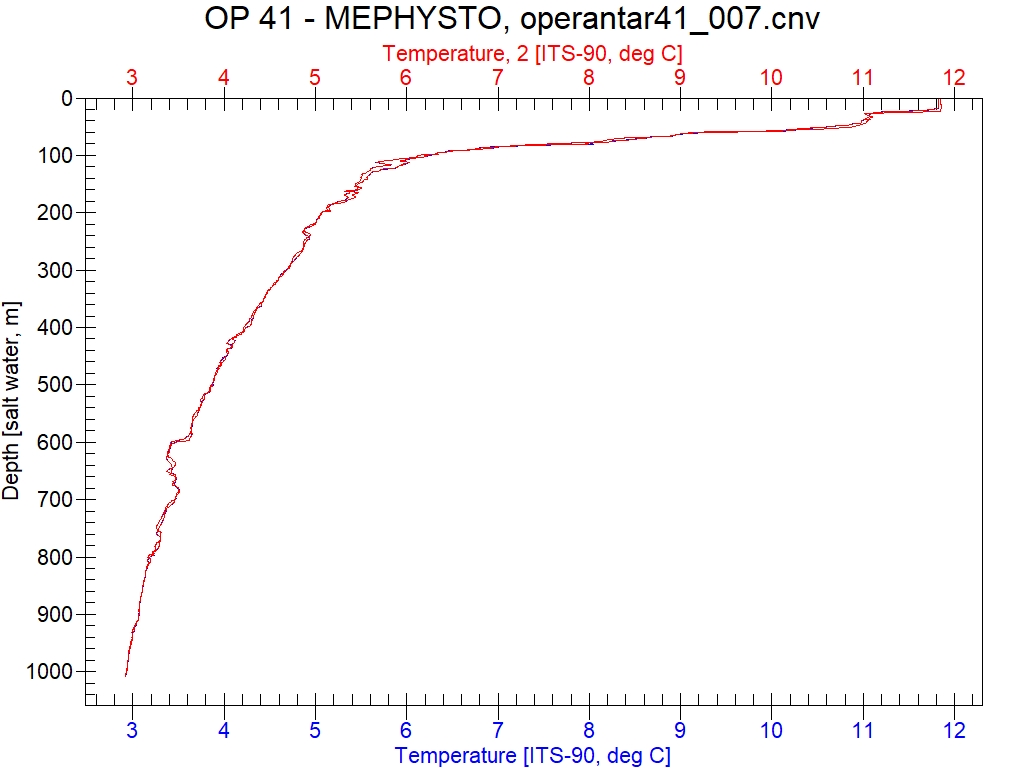 OP 41 - MEPHYSTO, operantar41_007.cnv
Temperature, 2 [ITS-90, deg C]
3 4 5 6 7 8 9 10 11 12
0
100
200
300
400
500
600
700
800
900
1000
Depth [salt water, m]
3 4 5 6 7 8 9 10 11 12
Temperature [ITS-90, deg C]